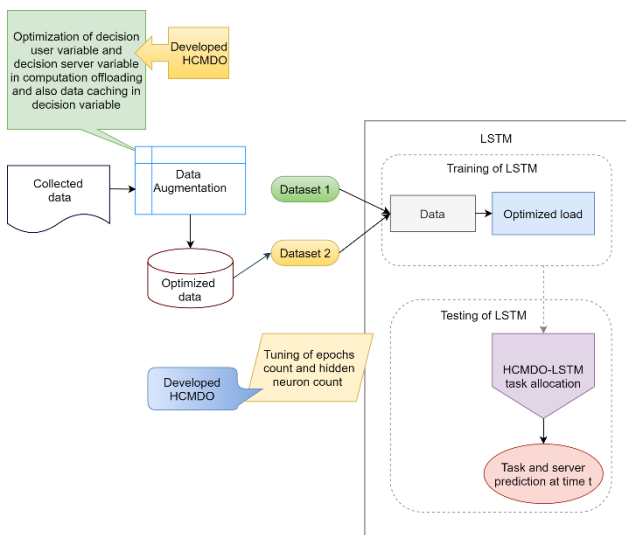 Optimization of decision
user variable and
decision server variable
in computation offloading
and also data caching in
decision variable
Developed
HCMDO
LSTM
Training of LSTM
Collected
data
Data
Augmentation
Dataset 1
Data
Optimized load
Optimized
data
Dataset 2
Testing of LSTM
Tuning of epochs
count and hidden
neuron count
Developed
HCMDO
HCMDO-LSTM
task allocation
Task and server
prediction at time t